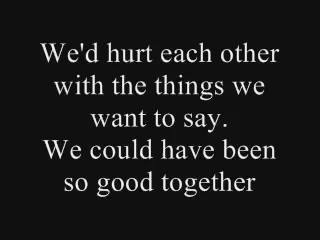 We'd hurt each other
with the things we
want to say.
We could have been
so good together